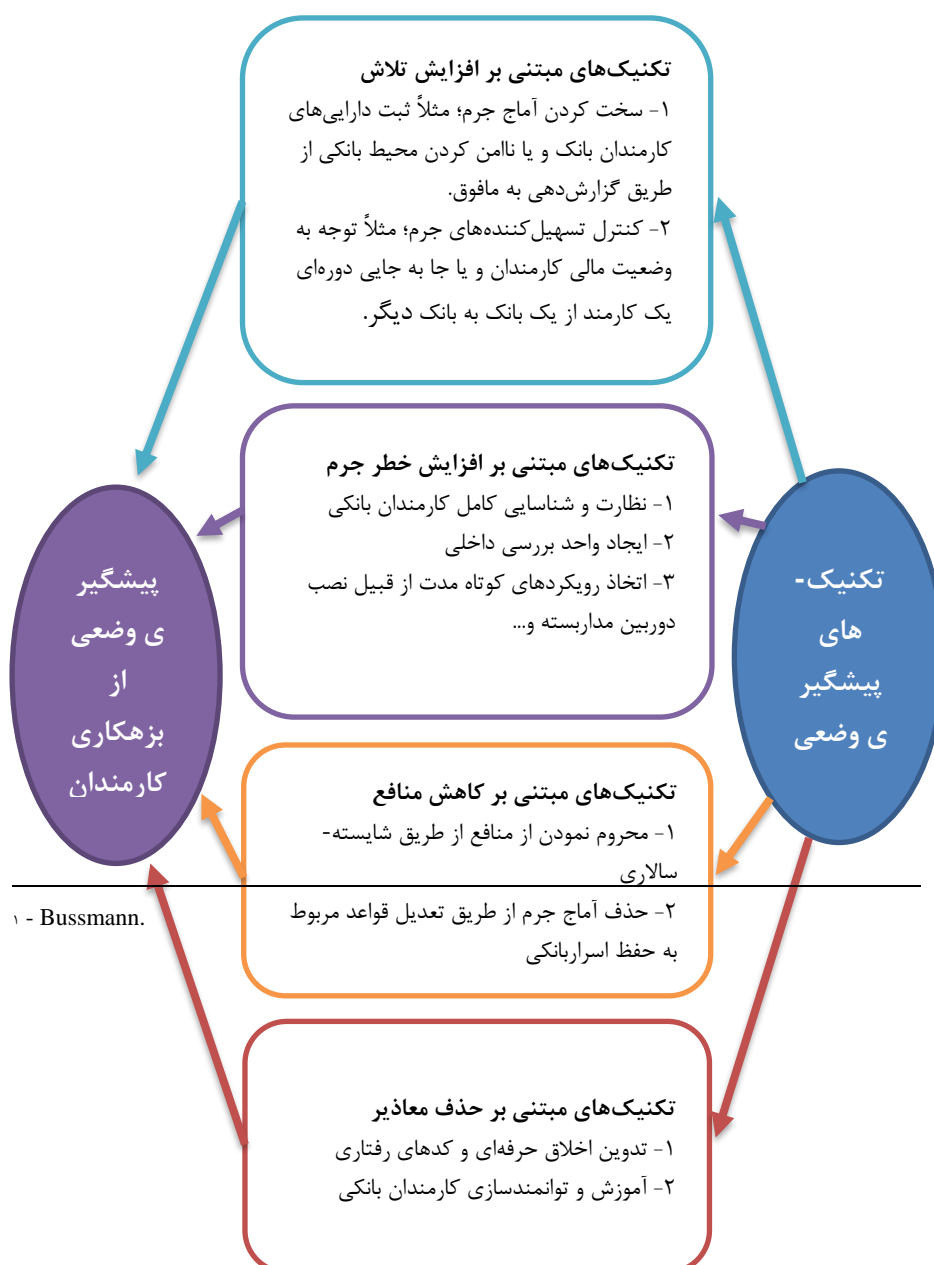 تکنیک‌های مبتنی بر افزایش تلاش
۱- سخت کردن آماج جرم؛ مثلاً ثبت دارایی‌های
کارمندان بانک و یا ناامن کردن محیط بانکی از
طریق گزارش‌دهی به مافوق.
۲- کنترل تسهیل‌کننده‌های جرم؛ مثلاً توجه به
وضعیت مالی کارمندان و یا جا به جایی دوره‌ای
یک کارمند از یک بانک به بانک دیگر.
تکنیک‌های مبتنی بر افزایش خطر جرم
۱- نظارت و شناسایی کامل کارمندان بانکی
۲- ایجاد واحد بررسی داخلی
۳- اتخاذ رویکردهای کوتاه مدت از قبیل نصب
دوربین مداربسته و...
تکنیک-
های
پیشگیر
ی وضعی
پیشگیر
ی وضعی
از
بزهکاری
کارمندان
تکنیک‌های مبتنی بر کاهش منافع
۱- محروم نمودن از منافع از طریق شایسته-
سالاری
۲- حذف آماج جرم از طریق تعدیل قواعد مربوط
به حفظ اسراربانکی
تکنیک‌های مبتنی بر حذف معاذیر
۱- تدوین اخلاق حرفه‌ای و کدهای رفتاری
۲- آموزش و توانمندسازی کارمندان بانکی
۱ - Bussmann.